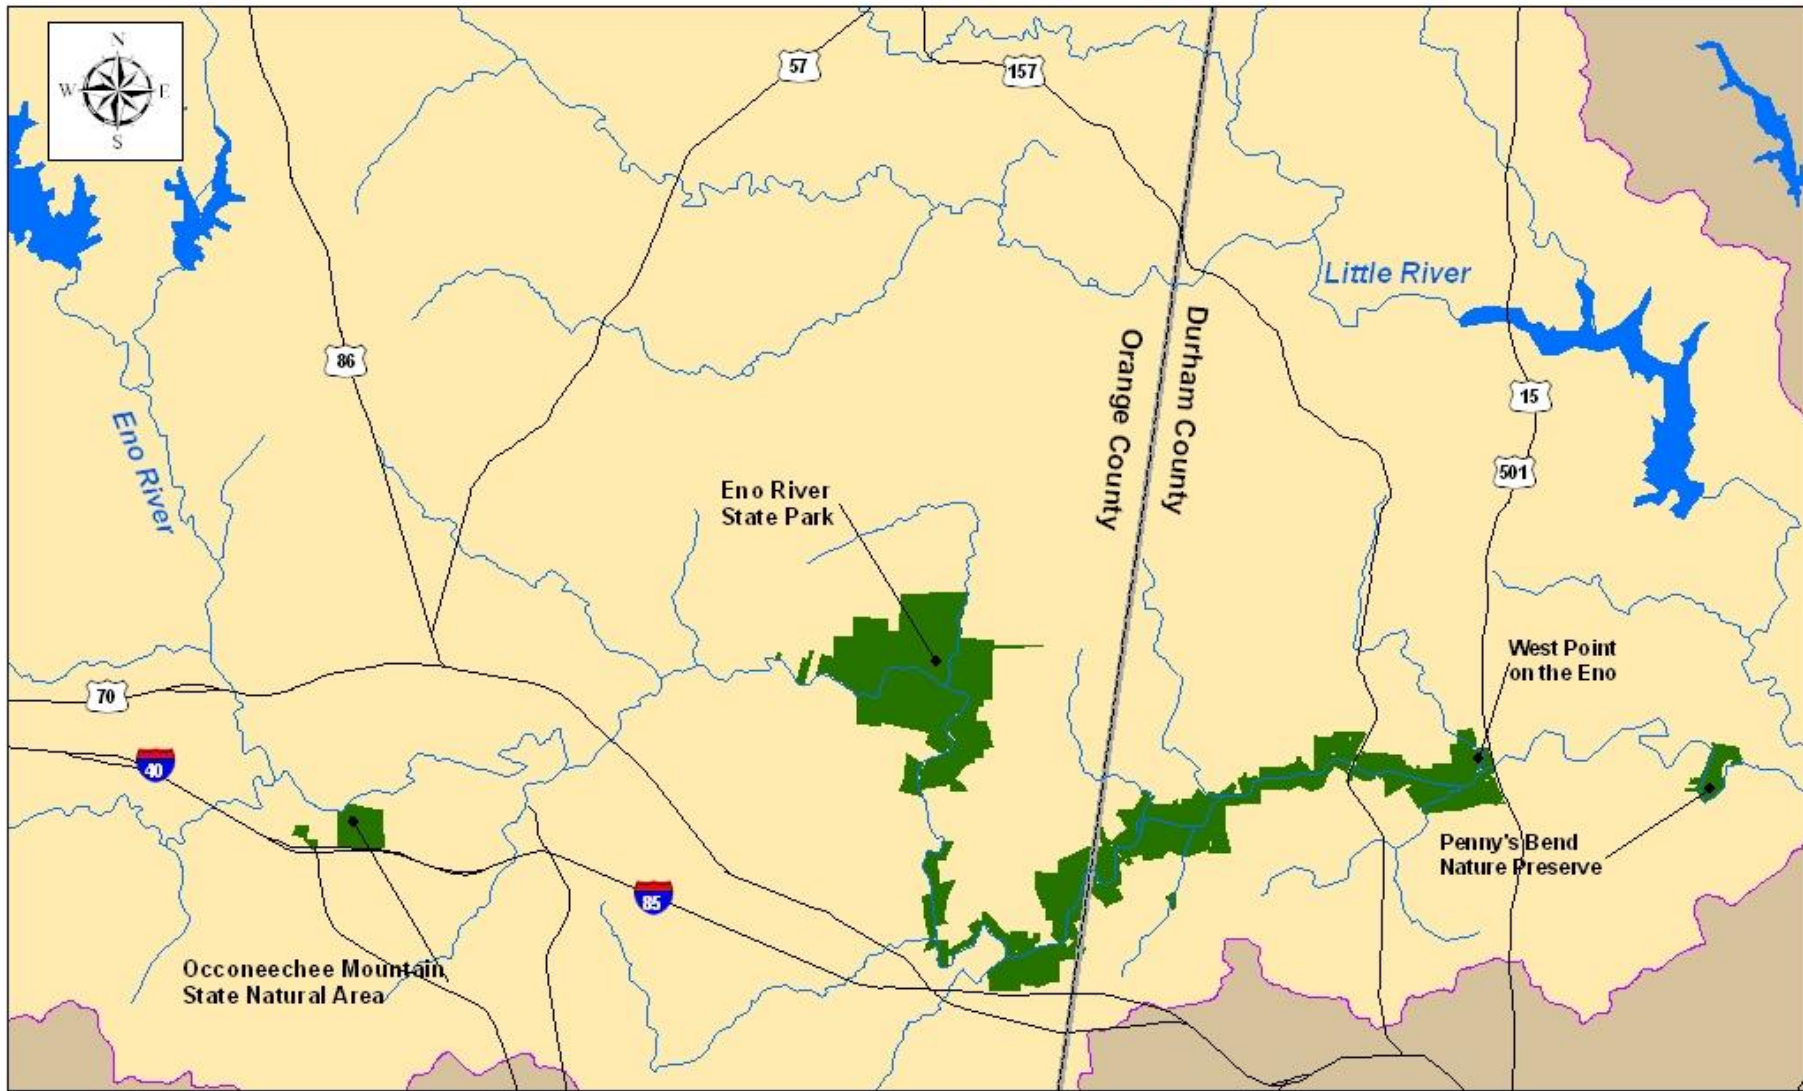 N
W E
S
57
157
Little River
86
Durham County
Orange County
15
Eno River
501
Eno River
State Park
West Point
on the Eno
70
40
Penny's Bend
Nature Preserve
85
Occoneechee Mountain
State Natural Area